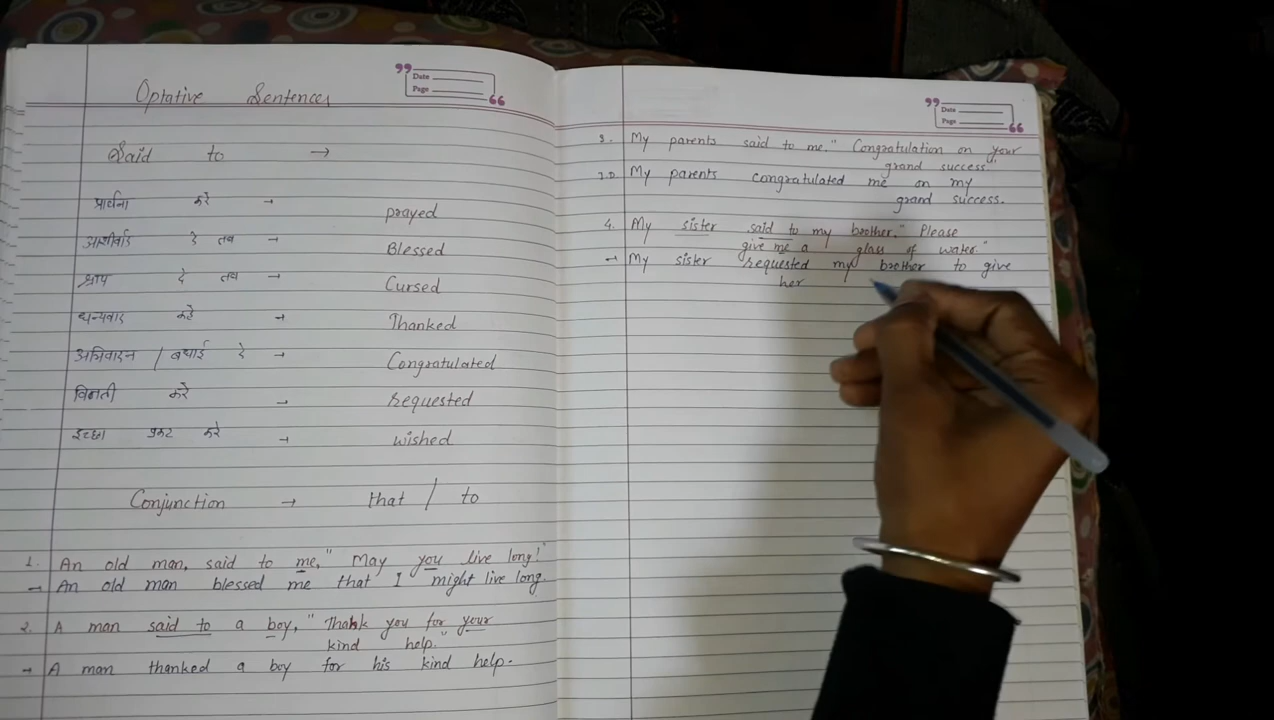 Optative Sentences
Date
Page
Said to →
प्रार्थना करे → prayed
आशीर्वाद दे तब → Blessed
श्राप दे तब → Cursed
धन्यवाद कहे → Thanked
अभिवादन / बधाई दे → Congratulated
विनती करे → requested
इच्छा प्रकट करे → wished
Conjunction → that / to
1. An old man, said to me, "May you live long!"
→ An old man blessed me that I might live long.
2. A man said to a boy, "Thank you for your
kind help."
→ A man thanked a boy for his kind help.
Date
Page
3. My parents said to me." Congratulation on your
grand success."
I.D My parents congratulated me on my
grand success.
4. My sister said to my brother." Please
give me a glass of water."
→ My sister requested my brother to give
her